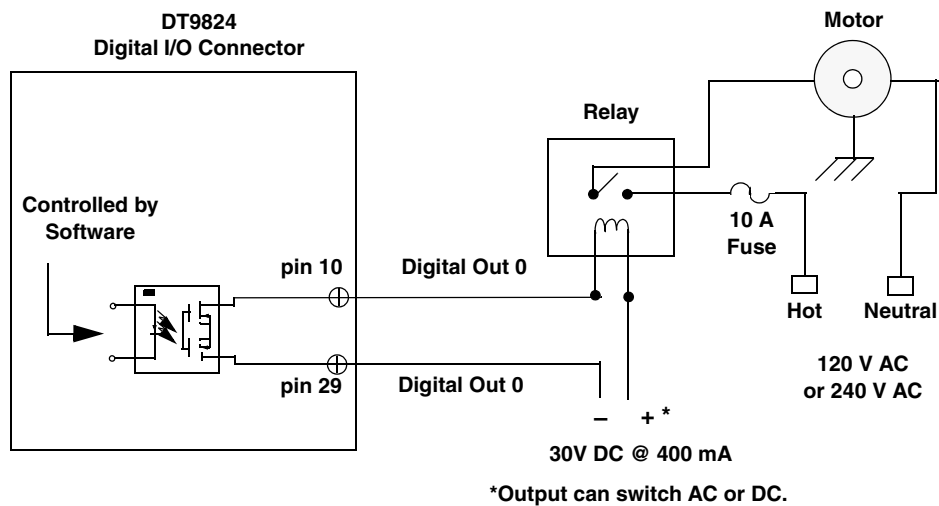 DT9824
Digital I/O Connector
Motor
Relay
Controlled by
Software
10 A
Fuse
pin 10
Digital Out 0
Hot
Neutral
pin 29
Digital Out 0
120 V AC
or 240 V AC
– + *
30V DC @ 400 mA
*Output can switch AC or DC.